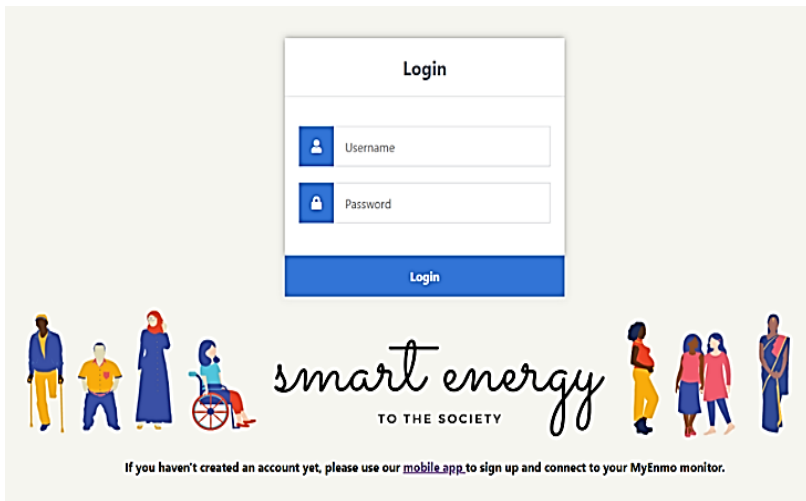 Login
Username
Password
Login
smart energy
TO THE SOCIETY
If you haven't created an account yet, please use our mobile app to sign up and connect to your MyEnmo monitor.